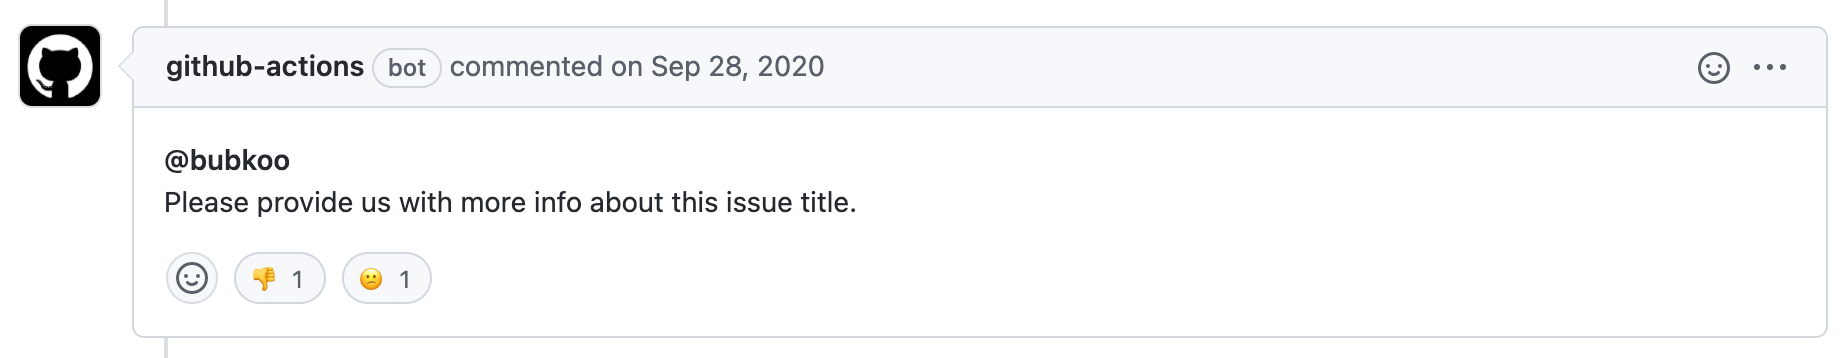 github-actions bot commented on Sep 28, 2020
@bubkoo
Please provide us with more info about this issue title.
👎 1 😕 1